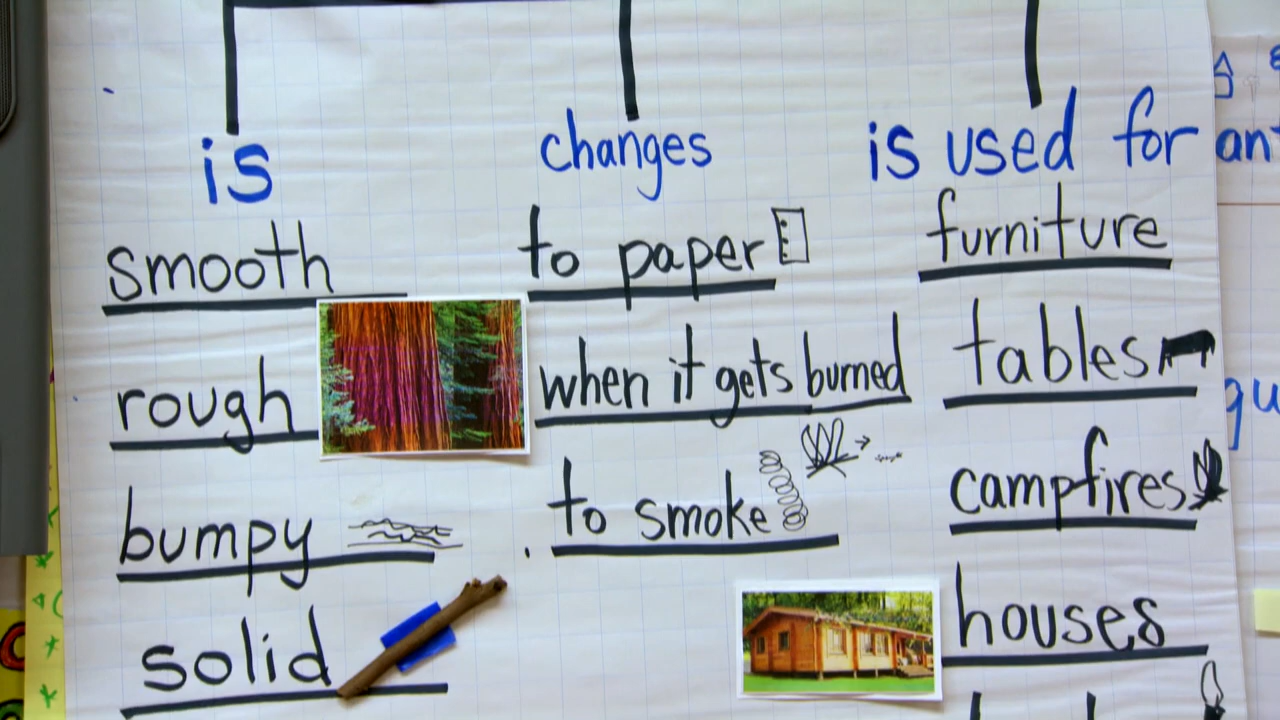 is
smooth
rough
bumpy
solid
changes
to paper
when it gets burned
to smoke
is used for
furniture
tables
campfires
houses